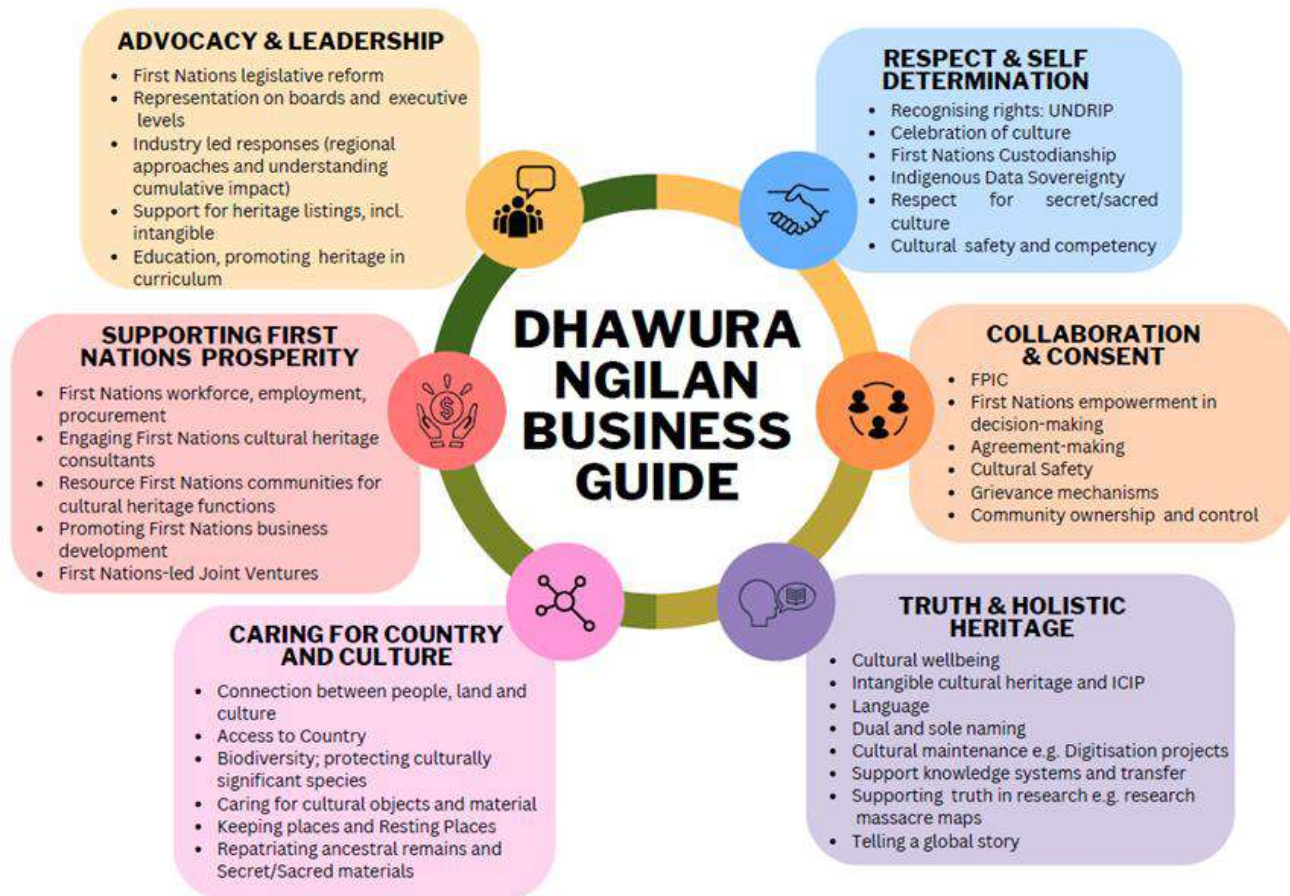 ADVOCACY & LEADERSHIP
• First Nations legislative reform
• Representation on boards and executive
levels
• Industry led responses (regional
approaches and understanding
cumulative impact)
• Support for heritage listings, incl.
intangible
• Education, promoting heritage in
curriculum
RESPECT & SELF
DETERMINATION
• Recognising rights: UNDRIP
• Celebration of culture
• First Nations Custodianship
• Indigenous Data Sovereignty
• Respect for secret/sacred
culture
• Cultural safety and competency
DHAWURA
NGILAN
BUSINESS
GUIDE
SUPPORTING FIRST
NATIONS PROSPERITY
• First Nations workforce, employment,
procurement
• Engaging First Nations cultural heritage
consultants
• Resource First Nations communities for
cultural heritage functions
• Promoting First Nations business
development
• First Nations-led Joint Ventures
COLLABORATION
& CONSENT
• FPIC
• First Nations empowerment in
decision-making
• Agreement-making
• Cultural Safety
• Grievance mechanisms
• Community ownership and control
CARING FOR COUNTRY
AND CULTURE
• Connection between people, land and
culture
• Access to Country
• Biodiversity; protecting culturally
significant species
• Caring for cultural objects and material
• Keeping places and Resting Places
• Repatriating ancestral remains and
Secret/Sacred materials
TRUTH & HOLISTIC
HERITAGE
• Cultural wellbeing
• Intangible cultural heritage and ICIP
• Language
• Dual and sole naming
• Cultural maintenance e.g. Digitisation projects
• Support knowledge systems and transfer
• Supporting truth in research e.g. research
massacre maps
• Telling a global story